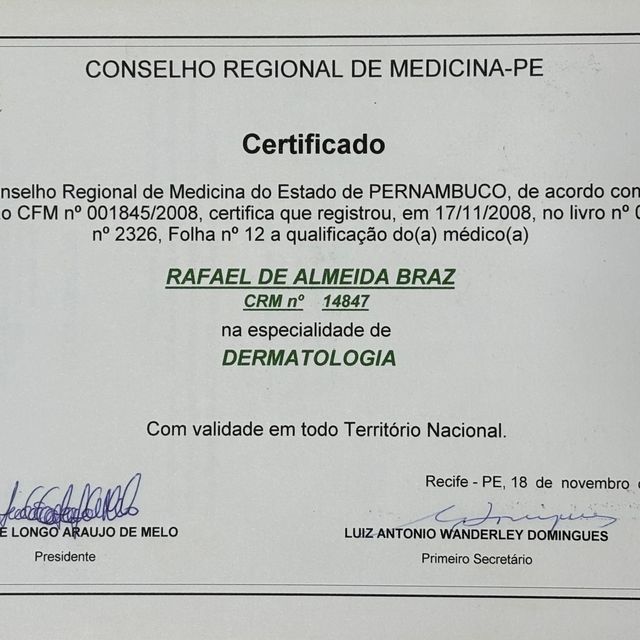 CONSELHO REGIONAL DE MEDICINA-PE
Certificado
nselho Regional de Medicina do Estado de PERNAMBUCO, de acordo com
o CFM nº 001845/2008, certifica que registrou, em 17/11/2008, no livro nº
nº 2326, Folha nº 12 a qualificação do(a) médico(a)
RAFAEL DE ALMEIDA BRAZ
CRM nº 14847
na especialidade de
DERMATOLOGIA
Com validade em todo Território Nacional.
Recife - PE, 18 de novembro
E LONGO ARAUJO DE MELO
LUIZ ANTONIO WANDERLEY DOMINGUES
Presidente
Primeiro Secretário